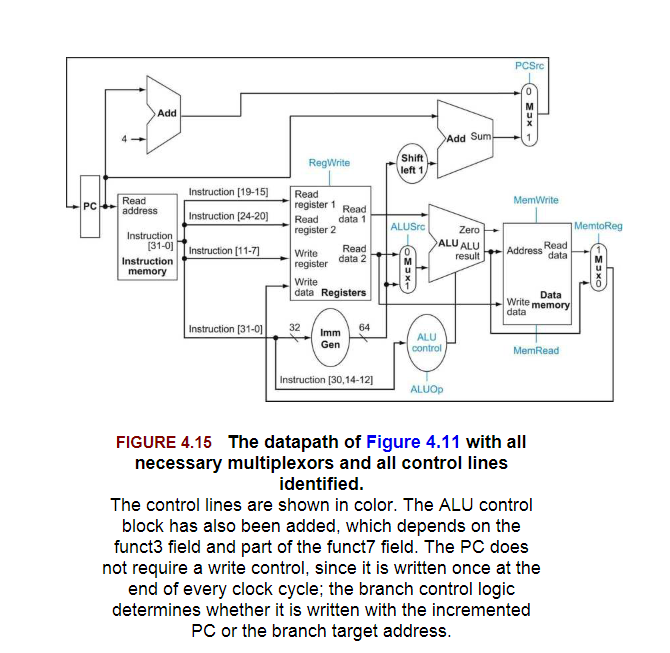 PCSrc
0
M
u
x
1
Add
4
Add Sum
Shift
left 1
RegWrite
PC
Read
address
Instruction
[31-0]
Instruction
memory
Instruction [19-15]
Instruction [24-20]
Instruction [11-7]
Instruction [31-0]
Instruction [30,14-12]
Read
register 1
Read
data 1
Read
register 2
Write
register
Read
data 2
Write
data Registers
32
Imm
Gen
64
ALUSrc
0
M
u
x
1
Zero
ALU ALU
result
ALU
control
ALUOp
MemWrite
Address
Read
data
Write
data
Data
memory
MemRead
MemtoReg
1
M
u
x
0
FIGURE 4.15 The datapath of Figure 4.11 with all
necessary multiplexors and all control lines
identified.
The control lines are shown in color. The ALU control
block has also been added, which depends on the
funct3 field and part of the funct7 field. The PC does
not require a write control, since it is written once at the
end of every clock cycle; the branch control logic
determines whether it is written with the incremented
PC or the branch target address.